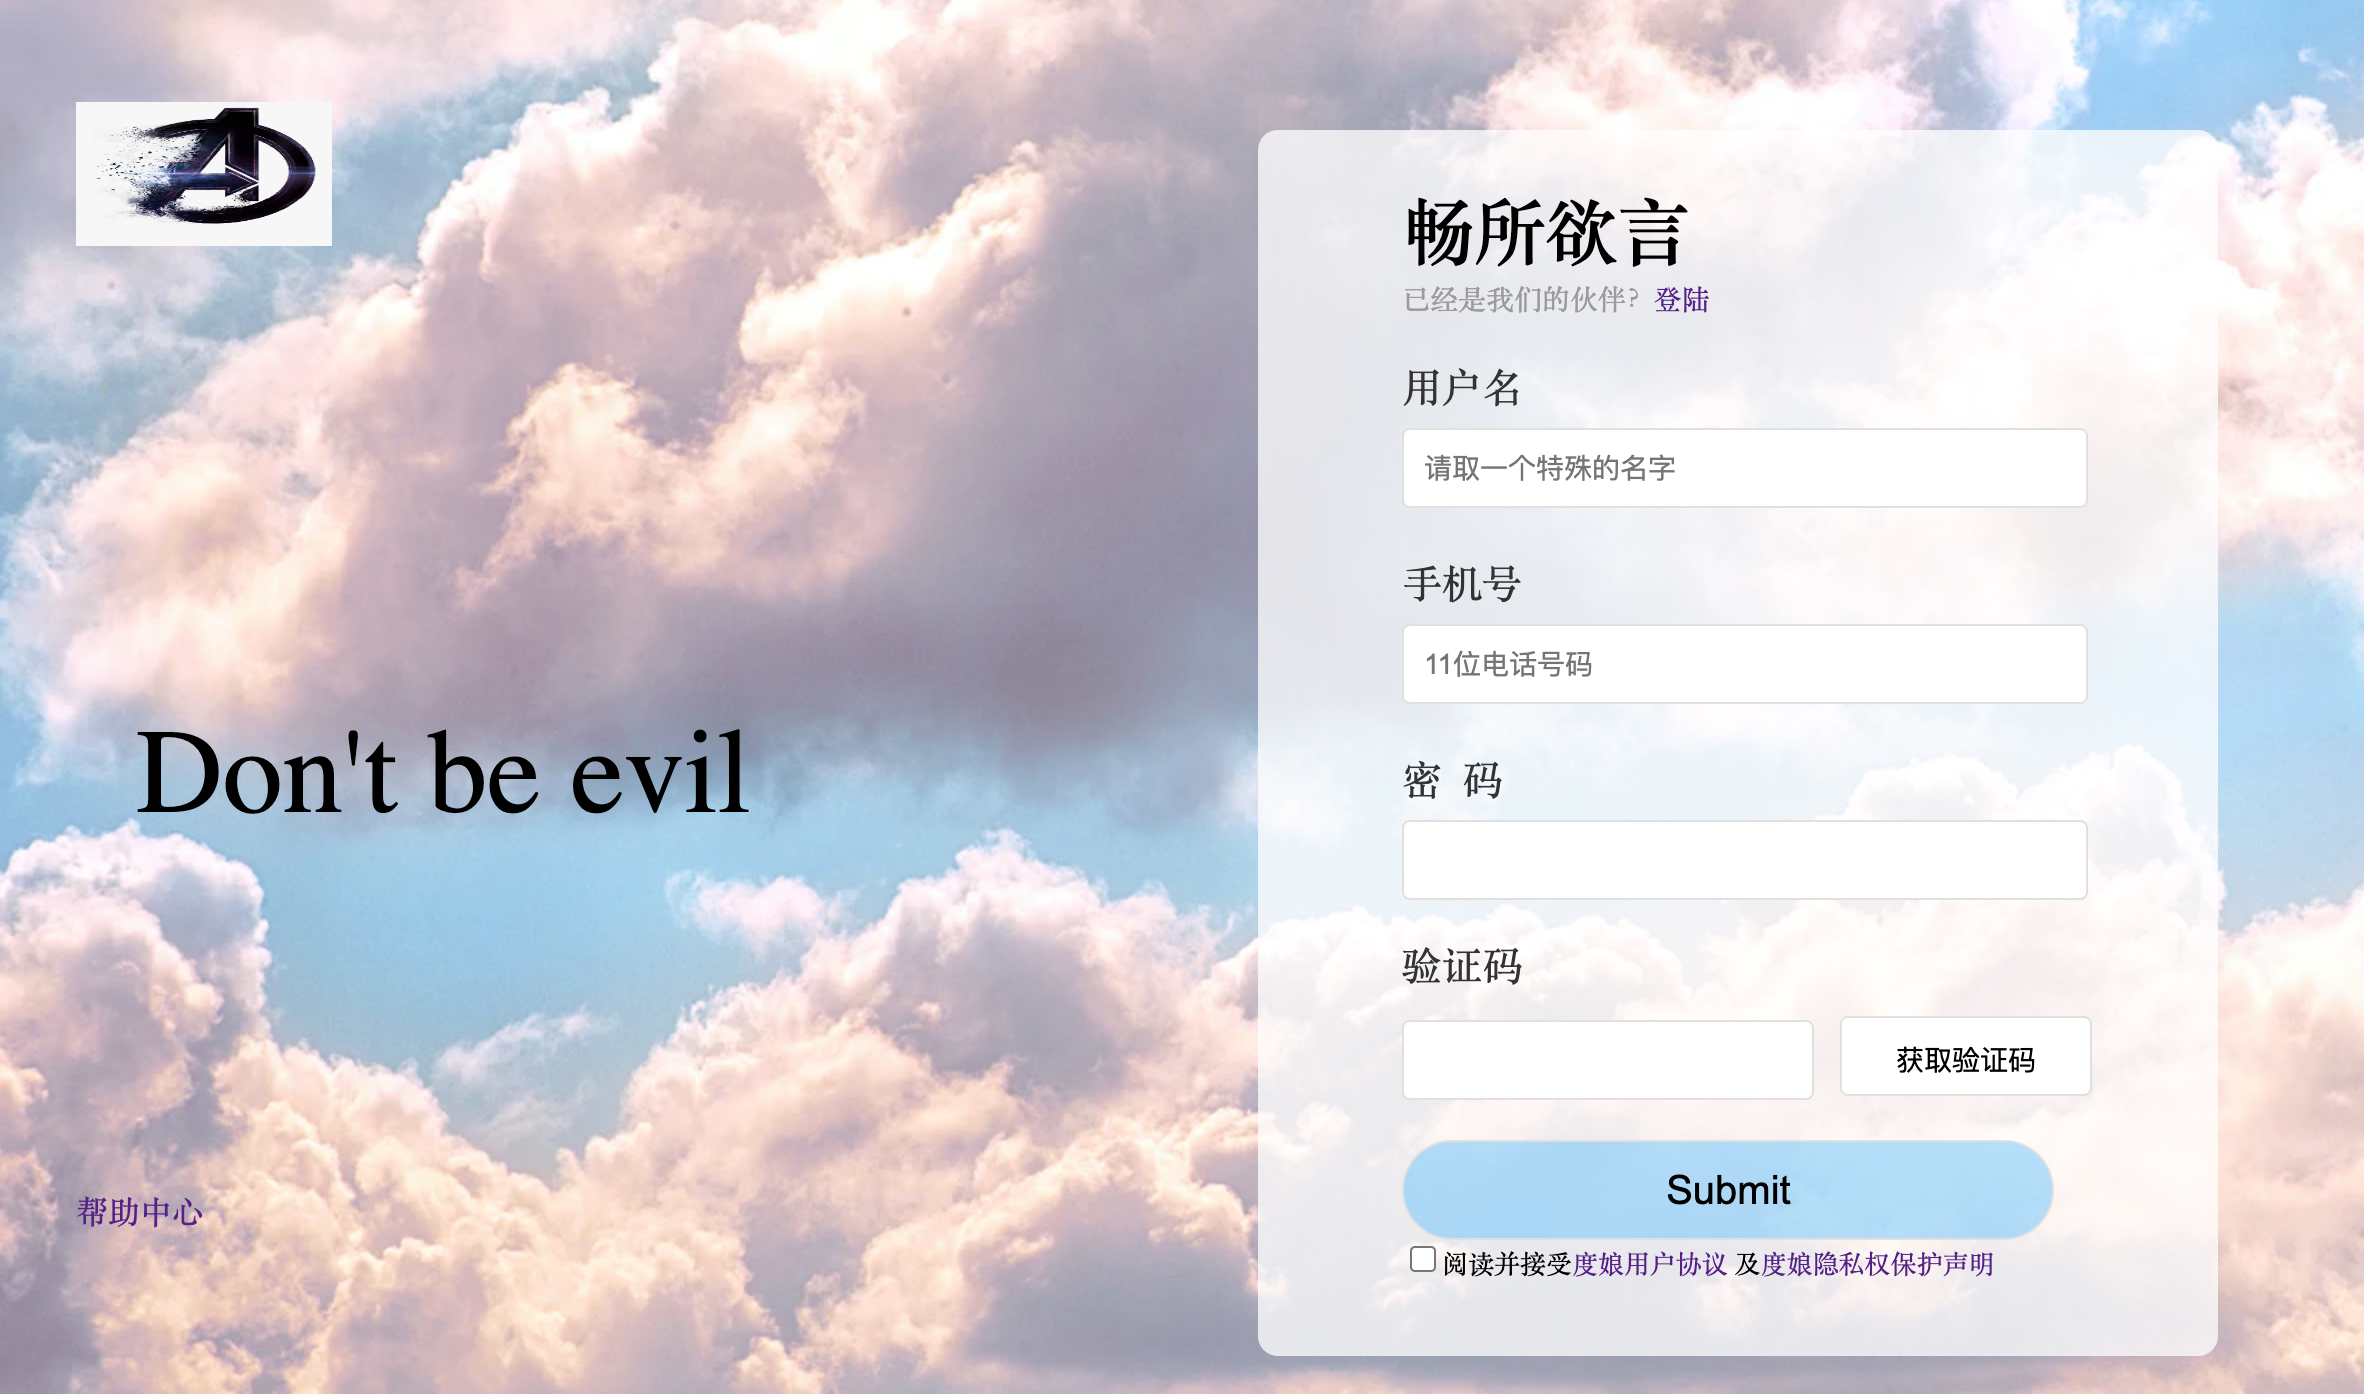 Don't be evil
帮助中心
畅所欲言
已经是我们的伙伴? 登陆
用户名
请取一个特殊的名字
手机号
11位电话号码
密 码
验证码
获取验证码
Submit
阅读并接受度娘用户协议 及度娘隐私权保护声明